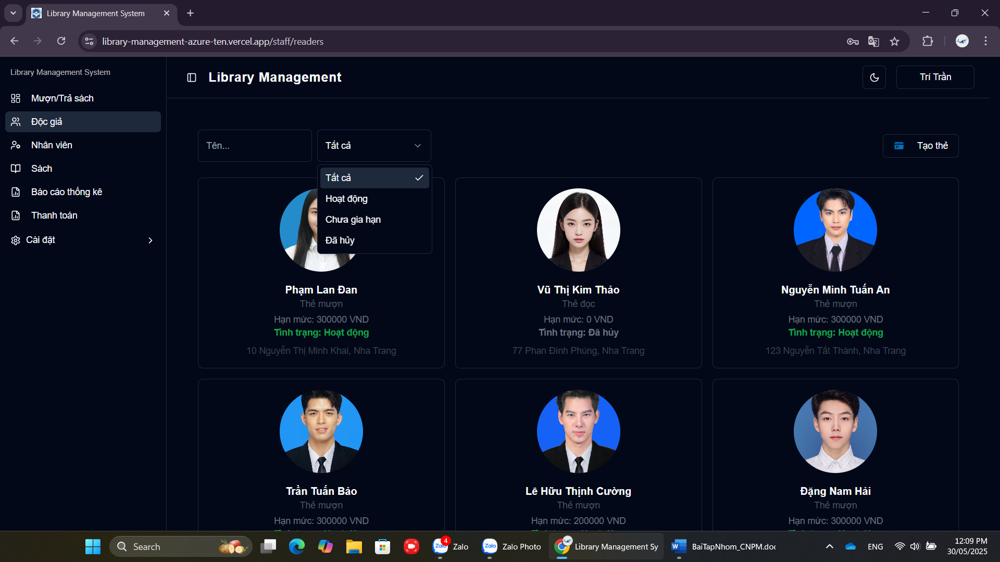 Library Management System
library-management-azure-ten.vercel.app/staff/readers
Library Management System
Mượn/Trả sách
Độc giả
Nhân viên
Sách
Báo cáo thống kê
Thanh toán
Cài đặt
Library Management
Trí Trần
Tên...
Tất cả
Tạo thẻ
Tất cả
Hoạt động
Chưa gia hạn
Đã hủy
Phạm Lan Đan
Thẻ mượn
Hạn mức: 300000 VND
Tình trạng: Hoạt động
10 Nguyễn Thị Minh Khai, Nha Trang
Vũ Thị Kim Thảo
Thẻ đọc
Hạn mức: 0 VND
Tình trạng: Đã hủy
77 Phan Đình Phùng, Nha Trang
Nguyễn Minh Tuấn An
Thẻ mượn
Hạn mức: 300000 VND
Tình trạng: Hoạt động
123 Nguyễn Tất Thành, Nha Trang
Trần Tuấn Bảo
Thẻ mượn
Hạn mức: 300000 VND
Lê Hữu Thịnh Cường
Thẻ mượn
Hạn mức: 200000 VND
Đặng Nam Hải
Thẻ mượn
Hạn mức: 300000 VND
Search
Zalo
4
Zalo
Zalo
Zalo Photo
Library Management Sy
W
BaiTapNhom_CNPM.doc
ENG
12:09 PM
30/05/2025